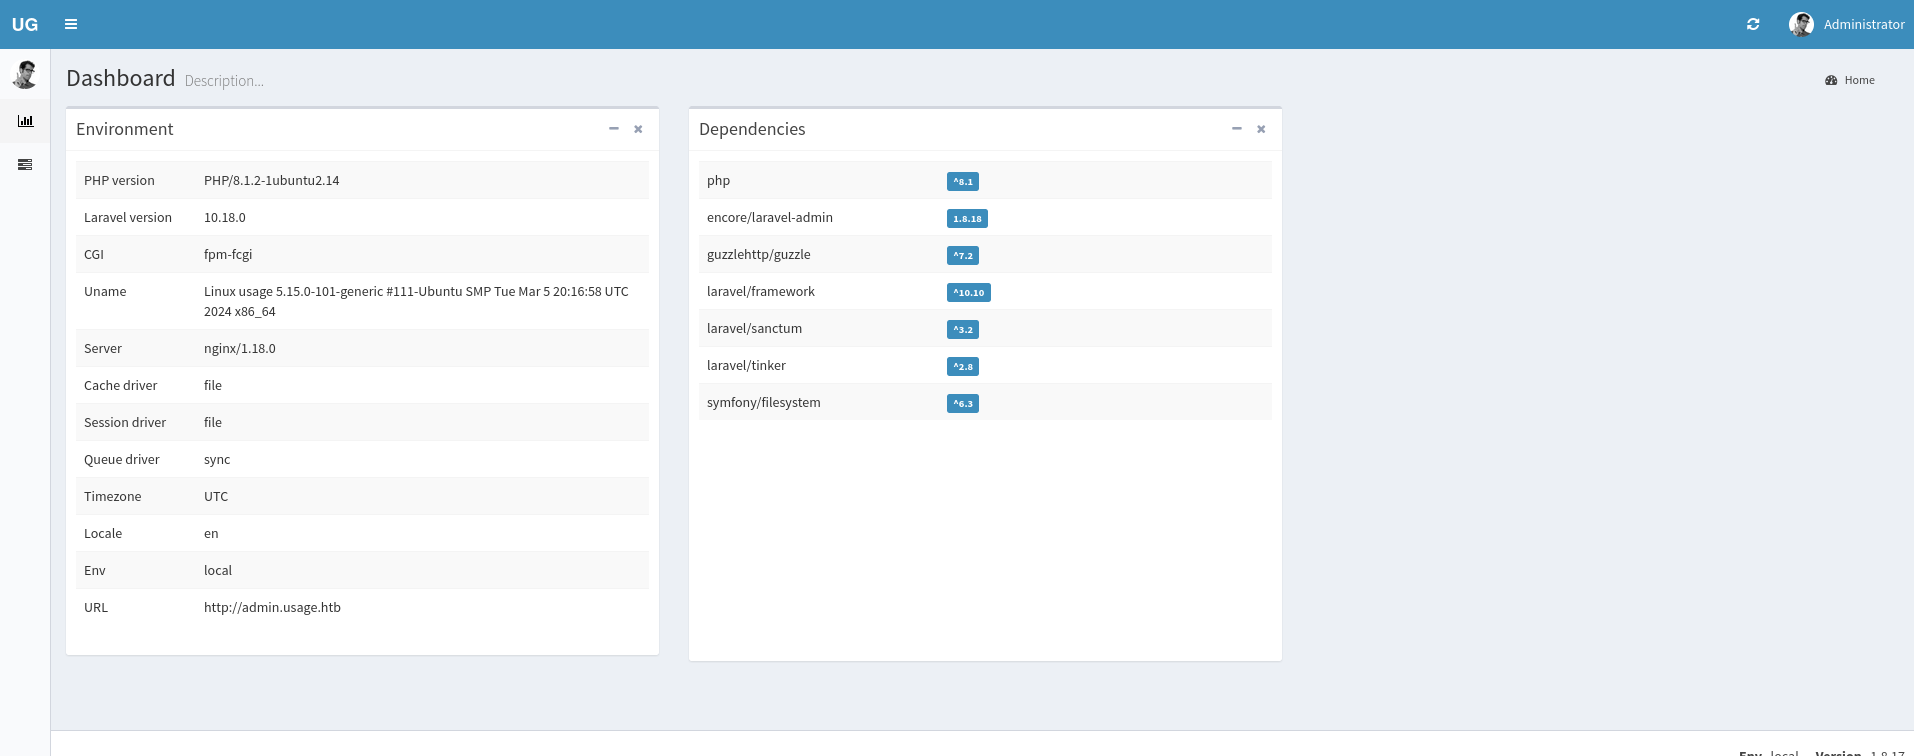 UG
Administrator
Dashboard Description...
Home
Environment
PHP version PHP/8.1.2-1ubuntu2.14
Laravel version 10.18.0
CGI fpm-fcgi
Uname Linux usage 5.15.0-101-generic #111-Ubuntu SMP Tue Mar 5 20:16:58 UTC
2024 x86_64
Server nginx/1.18.0
Cache driver file
Session driver file
Queue driver sync
Timezone UTC
Locale en
Env local
URL http://admin.usage.htb
Dependencies
php ^8.1
encore/laravel-admin 1.8.18
guzzlehttp/guzzle ^7.2
laravel/framework ^10.10
laravel/sanctum ^3.2
laravel/tinker ^2.8
symfony/filesystem ^6.3
Env local Version 1.8.17